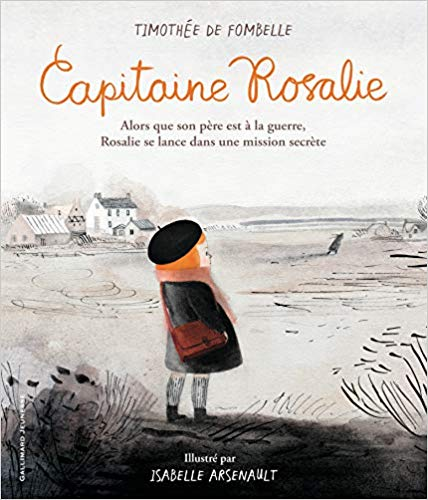 TIMOTHÉE DE FOMBELLE
Capitaine Rosalie
Alors que son père est à la guerre,
Rosalie se lance dans une mission secrète
GALLIMARD JEUNESSE
Illustré par
ISABELLE ARSENAULT